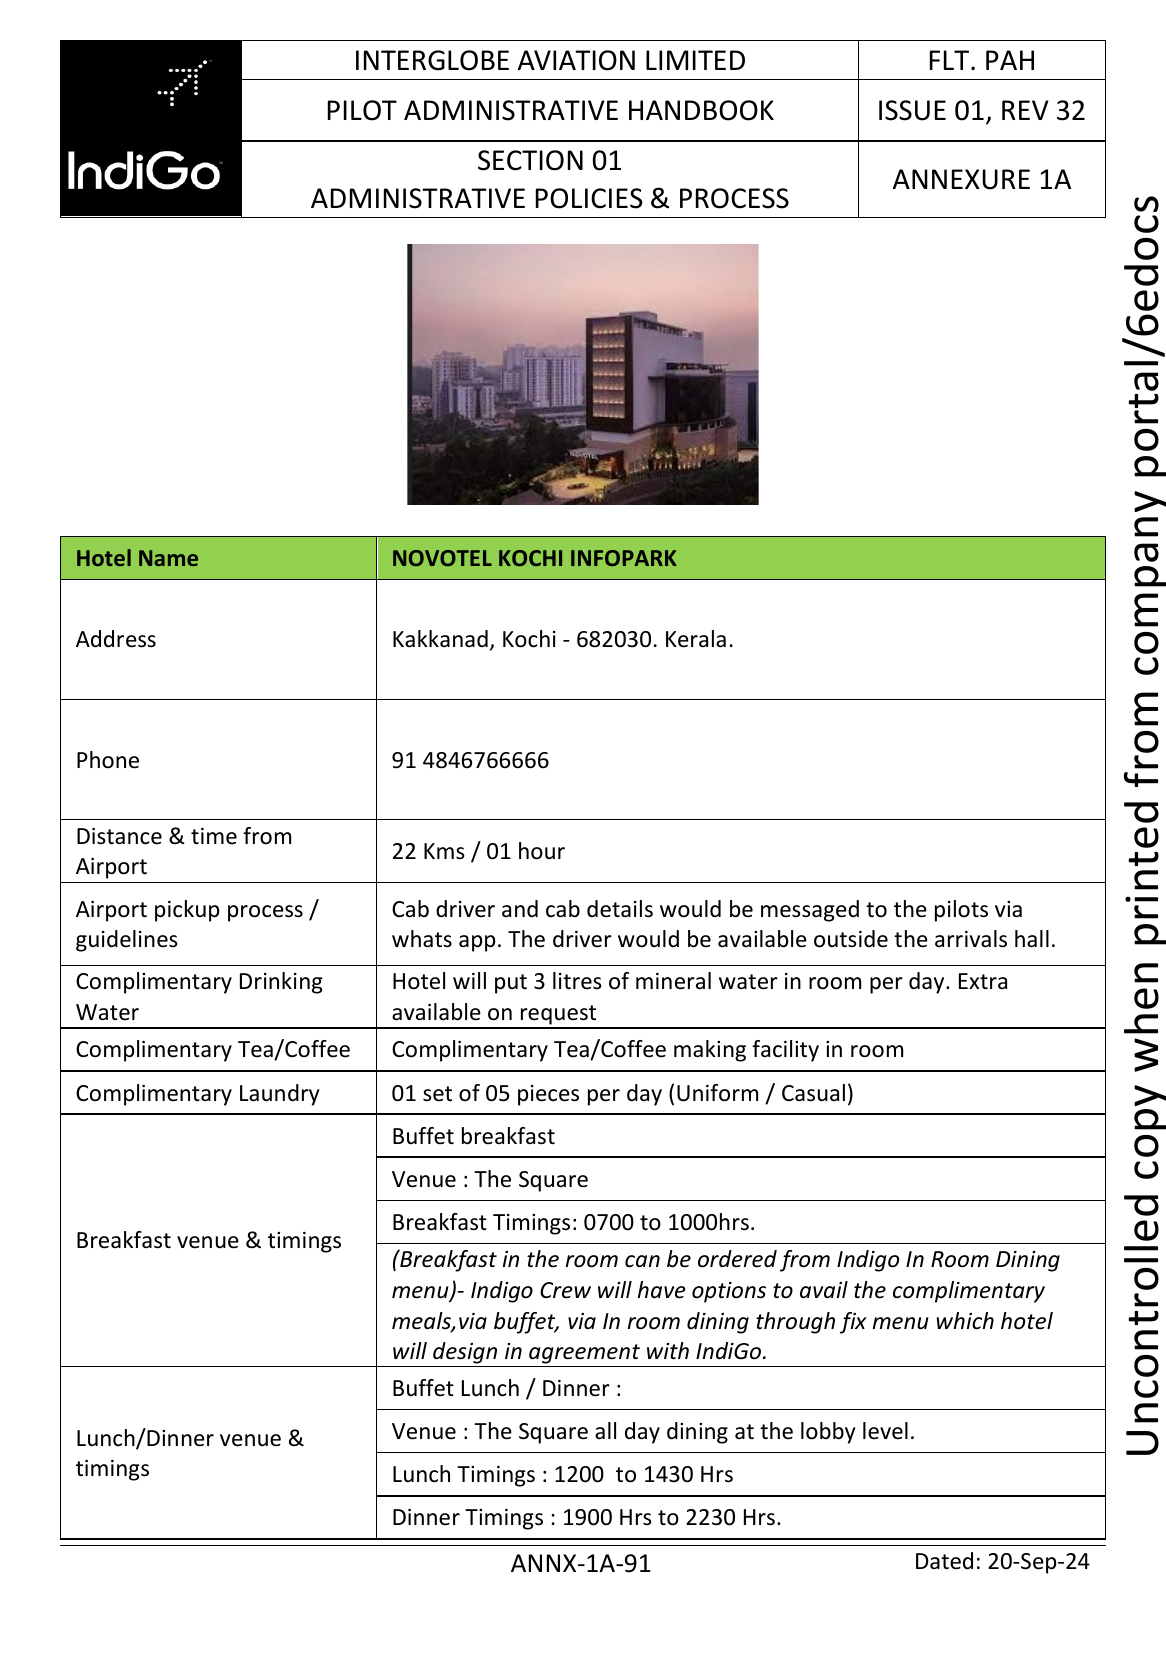 IndiGo
INTERGLOBE AVIATION LIMITED
FLT. PAH
PILOT ADMINISTRATIVE HANDBOOK
ISSUE 01, REV 32
SECTION 01
ADMINISTRATIVE POLICIES & PROCESS
ANNEXURE 1A
NOVOTEL
Hotel Name
NOVOTEL KOCHI INFOPARK
Address
Kakkanad, Kochi - 682030. Kerala.
Phone
91 4846766666
Distance & time from
Airport
22 Kms / 01 hour
Airport pickup process /
guidelines
Cab driver and cab details would be messaged to the pilots via
whats app. The driver would be available outside the arrivals hall.
Complimentary Drinking
Water
Hotel will put 3 litres of mineral water in room per day. Extra
available on request
Complimentary Tea/Coffee
Complimentary Tea/Coffee making facility in room
Complimentary Laundry
01 set of 05 pieces per day (Uniform / Casual)
Breakfast venue & timings
Buffet breakfast
Venue : The Square
Breakfast Timings: 0700 to 1000hrs.
(Breakfast in the room can be ordered from Indigo In Room Dining
menu)- Indigo Crew will have options to avail the complimentary
meals,via buffet, via In room dining through fix menu which hotel
will design in agreement with IndiGo.
Lunch/Dinner venue &
timings
Buffet Lunch / Dinner :
Venue : The Square all day dining at the lobby level.
Lunch Timings : 1200  to 1430 Hrs
Dinner Timings : 1900 Hrs to 2230 Hrs.
ANNX-1A-91
Dated: 20-Sep-24
Uncontrolled copy when printed from company portal/6edocs